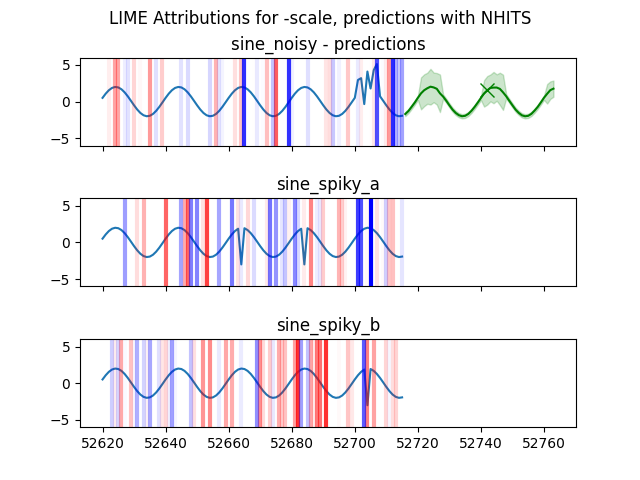 LIME Attributions for -scale, predictions with NHITS
sine_noisy - predictions
5
0
−5
sine_spiky_a
5
0
−5
sine_spiky_b
5
0
−5
52620 52640 52660 52680 52700 52720 52740 52760